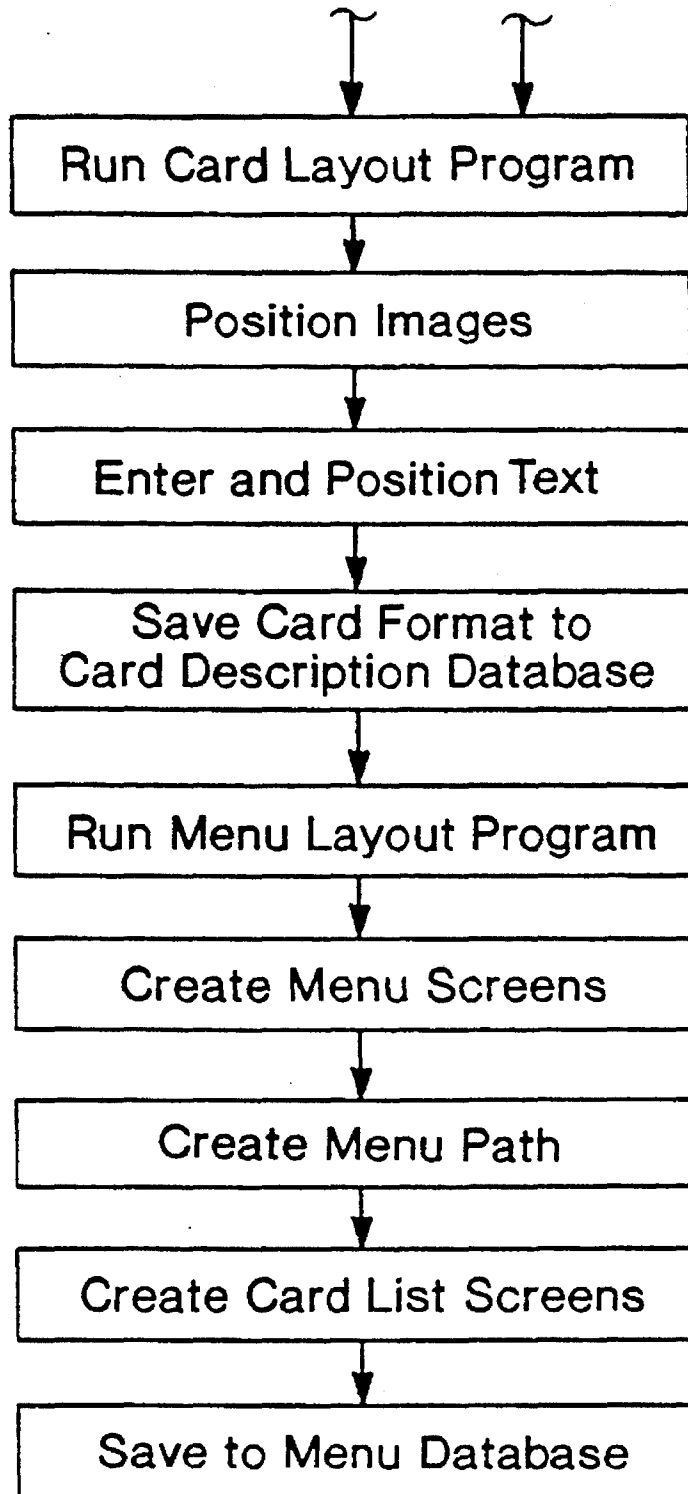 Run Card Layout Program
Position Images
Enter and Position Text
Save Card Format to
Card Description Database
Run Menu Layout Program
Create Menu Screens
Create Menu Path
Create Card List Screens
Save to Menu Database